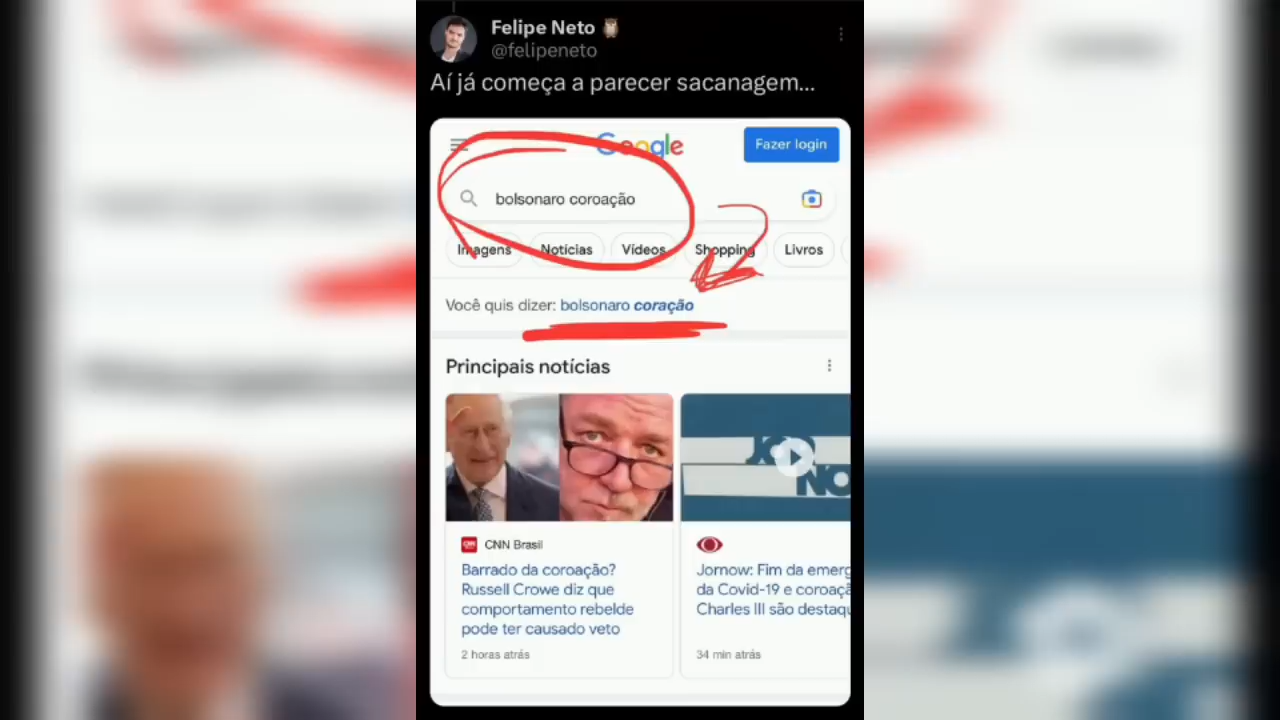 Felipe Neto
@felipeneto
Aí já começa a parecer sacanagem...
Google
Fazer login
bolsonaro coroação
Imagens Notícias Vídeos Shopping Livros
Você quis dizer: bolsonaro coração
Principais notícias
CNN Brasil
Barrado da coroação?
Russell Crowe diz que
comportamento rebelde
pode ter causado veto
2 horas atrás
JOR
NO
Jornow: Fim da emerg
da Covid-19 e coroaçã
Charles III são destaqu
34 min atrás